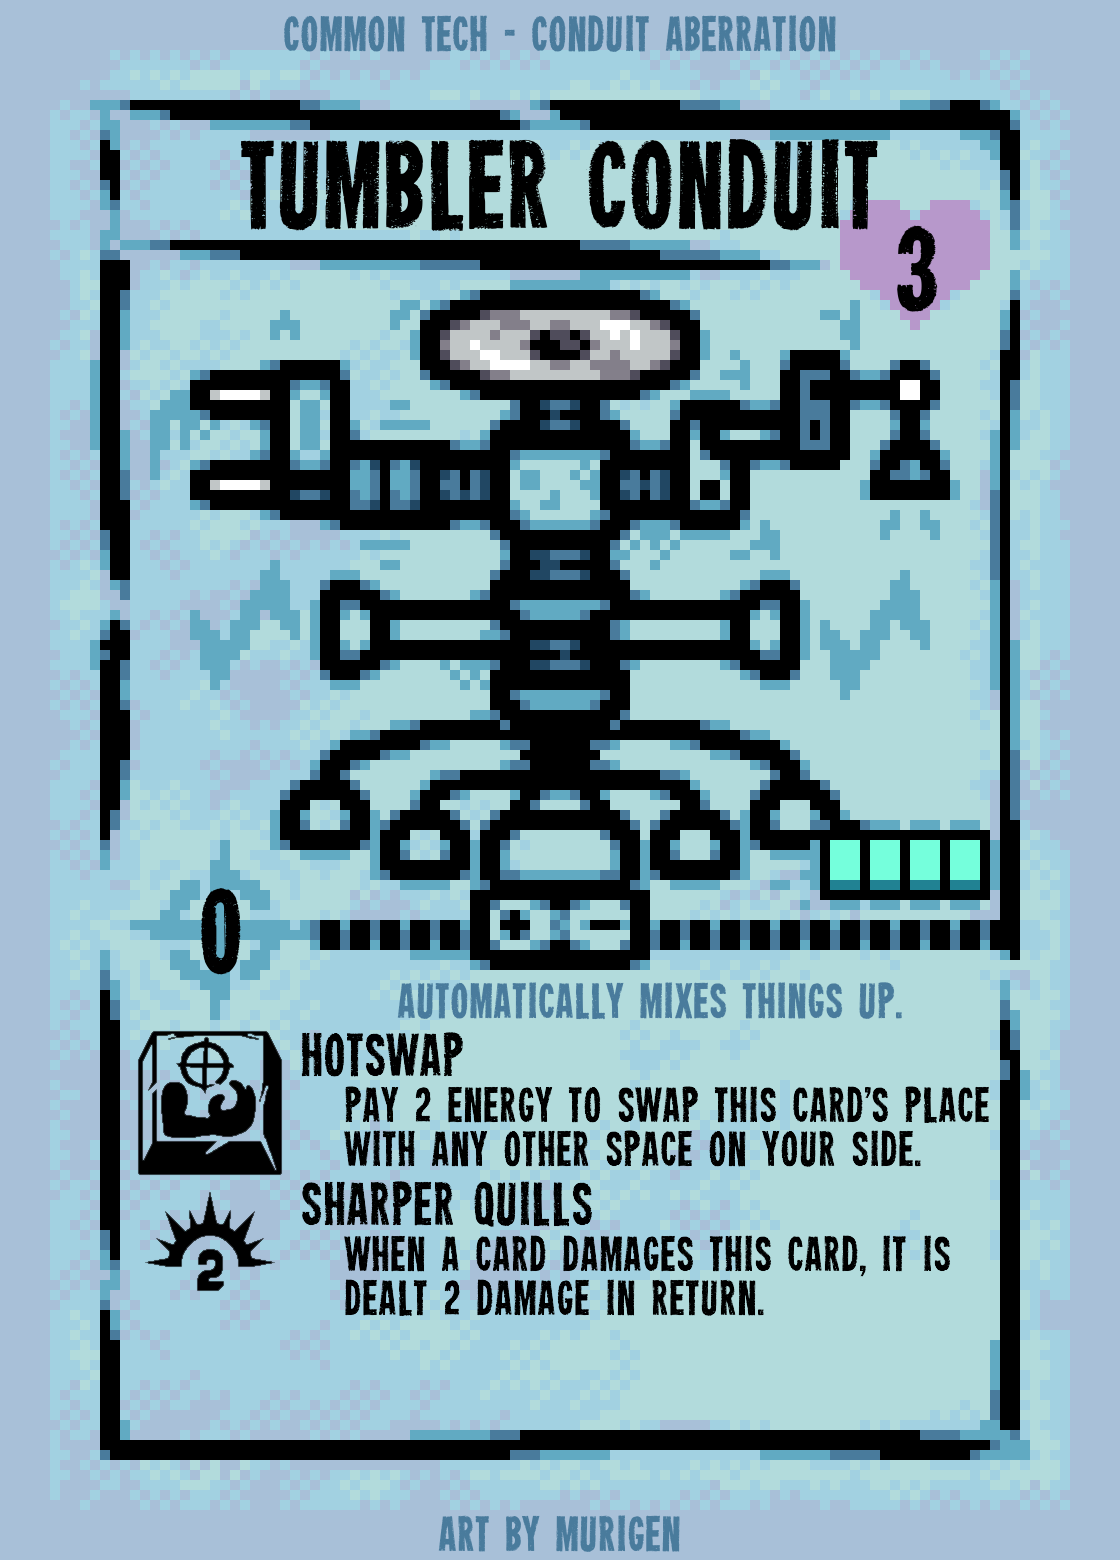 COMMON TECH - CONDUIT ABERRATION
TUMBLER CONDUIT
3
0
AUTOMATICALLY MIXES THINGS UP.
HOTSWAP
PAY 2 ENERGY TO SWAP THIS CARD'S PLACE
WITH ANY OTHER SPACE ON YOUR SIDE.
SHARPER QUILLS
2
WHEN A CARD DAMAGES THIS CARD, IT IS
DEALT 2 DAMAGE IN RETURN.
ART BY MURIGEN